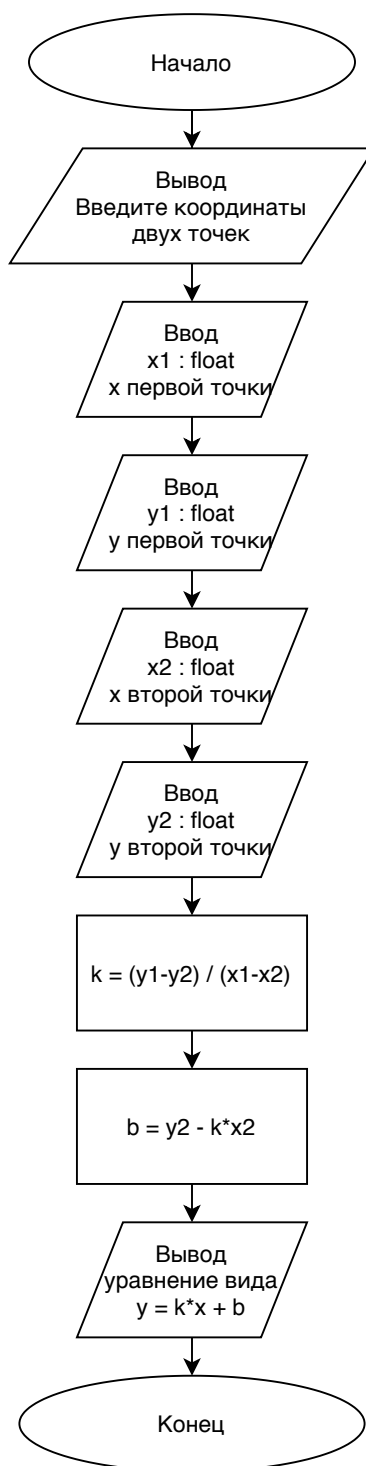 Начало
Вывод
Введите координаты
двух точек
Ввод
x1 : float
x первой точки
Ввод
y1 : float
y первой точки
Ввод
x2 : float
x второй точки
Ввод
y2 : float
y второй точки
k = (y1-y2) / (x1-x2)
b = y2 - k*x2
Вывод
уравнение вида
y = k*x + b
Конец